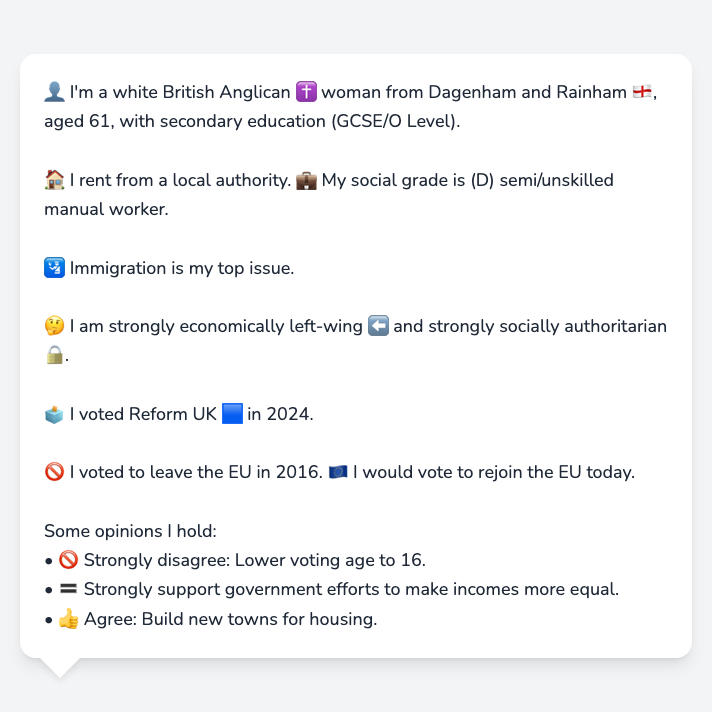 👤 I'm a white British Anglican ✝️ woman from Dagenham and Rainham 🏴󠁧󠁢󠁥󠁮󠁧󠁿,
aged 61, with secondary education (GCSE/O Level).
🏠 I rent from a local authority. 💼 My social grade is (D) semi/unskilled
manual worker.
🛂 Immigration is my top issue.
🤔 I am strongly economically left-wing ⬅️ and strongly socially authoritarian
🔒.
🗳️ I voted Reform UK 🟦 in 2024.
🚫 I voted to leave the EU in 2016. 🇪🇺 I would vote to rejoin the EU today.
Some opinions I hold:
• 🚫 Strongly disagree: Lower voting age to 16.
• 🟰 Strongly support government efforts to make incomes more equal.
• 👍 Agree: Build new towns for housing.